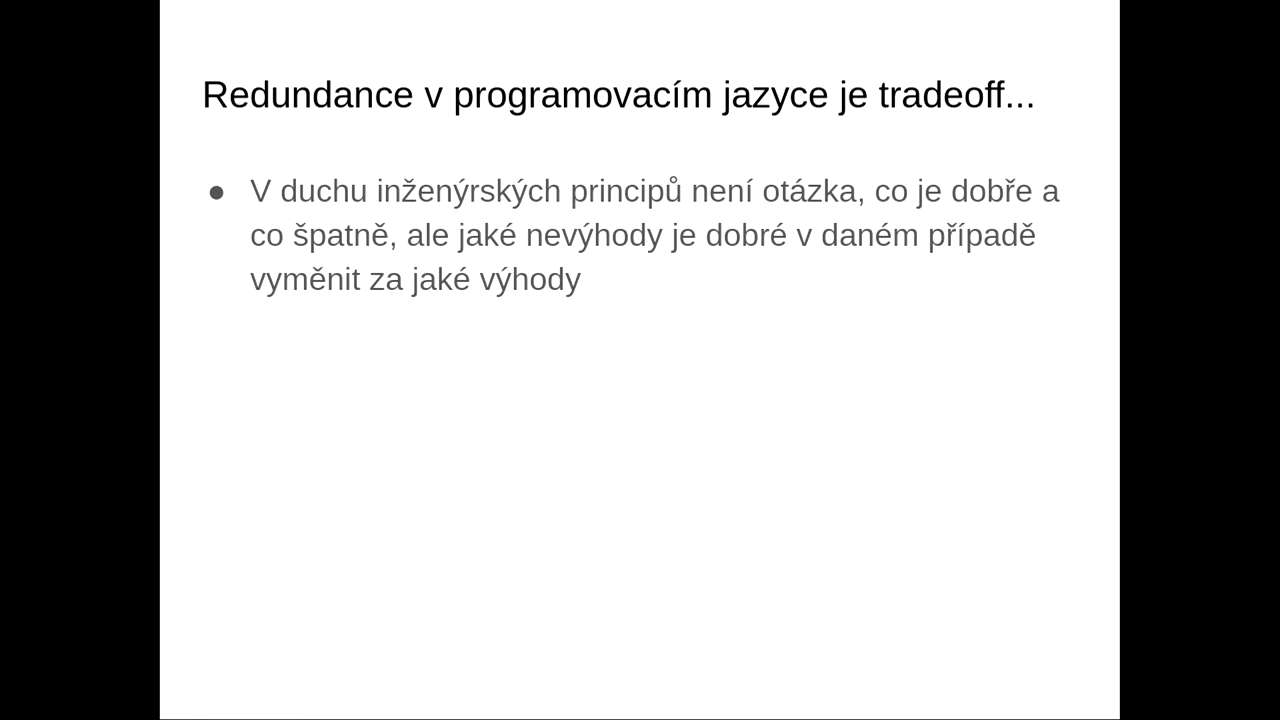 Redundance v programovacím jazyce je tradeoff...
● V duchu inženýrských principů není otázka, co je dobře a
co špatně, ale jaké nevýhody je dobré v daném případě
vyměnit za jaké výhody